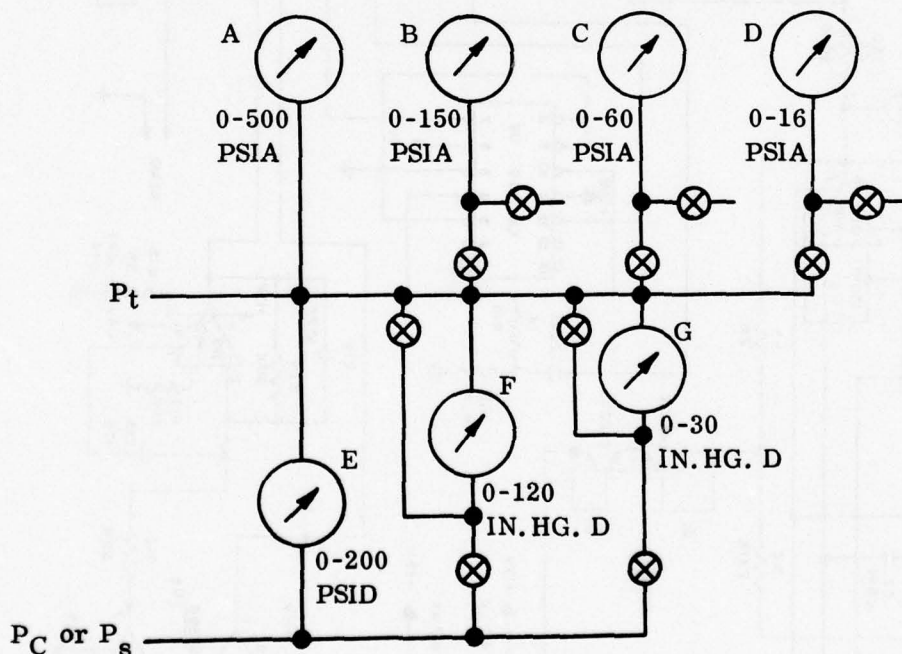 A
B
C
D
0-500
PSIA
0-150
PSIA
0-60
PSIA
0-16
PSIA
Pt
G
F
0-30
IN. HG. D
E
0-120
IN. HG. D
0-200
PSID
PC or Ps